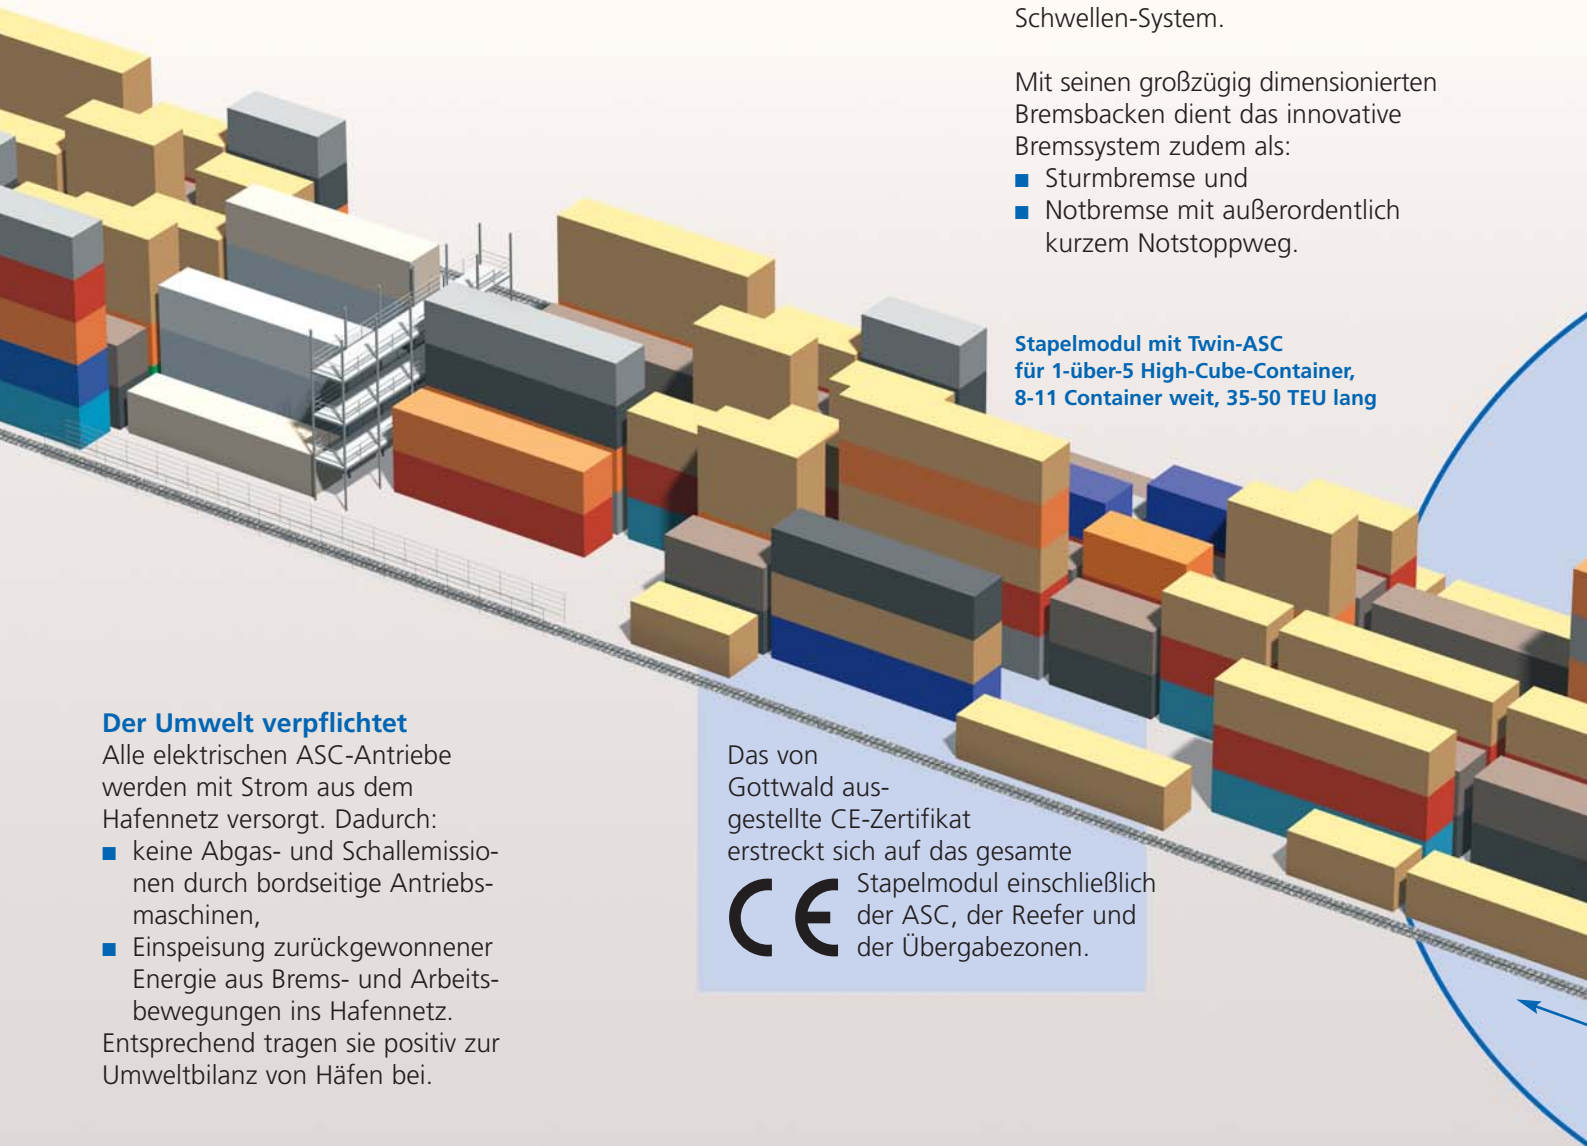 Schwellen-System.
Mit seinen großzügig dimensionierten
Bremsbacken dient das innovative
Bremssystem zudem als:
■ Sturmbremse und
■ Notbremse mit außerordentlich
kurzem Notstoppweg.
Stapelmodul mit Twin-ASC
für 1-über-5 High-Cube-Container,
8-11 Container weit, 35-50 TEU lang
Der Umwelt verpflichtet
Alle elektrischen ASC-Antriebe
werden mit Strom aus dem
Hafennetz versorgt. Dadurch:
■ keine Abgas- und Schallemissio-
nen durch bordseitige Antriebs-
maschinen,
■ Einspeisung zurückgewonnener
Energie aus Brems- und Arbeits-
bewegungen ins Hafennetz.
Entsprechend tragen sie positiv zur
Umweltbilanz von Häfen bei.
Das von
Gottwald aus-
gestellte CE-Zertifikat
erstreckt sich auf das gesamte
Stapelmodul einschließlich
der ASC, der Reefer und
der Übergabezonen.
CE